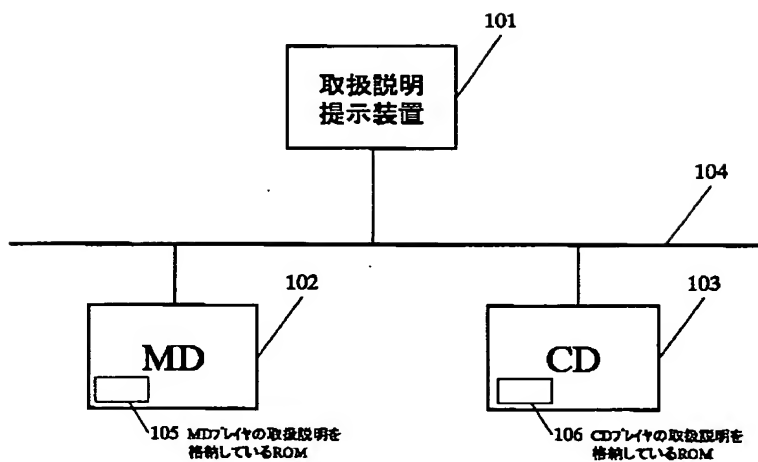 101
取扱説明
提示装置
104
102
MD
103
CD
105 MDプレイヤの取扱説明を
格納しているROM
106 CDプレイヤの取扱説明を
格納しているROM